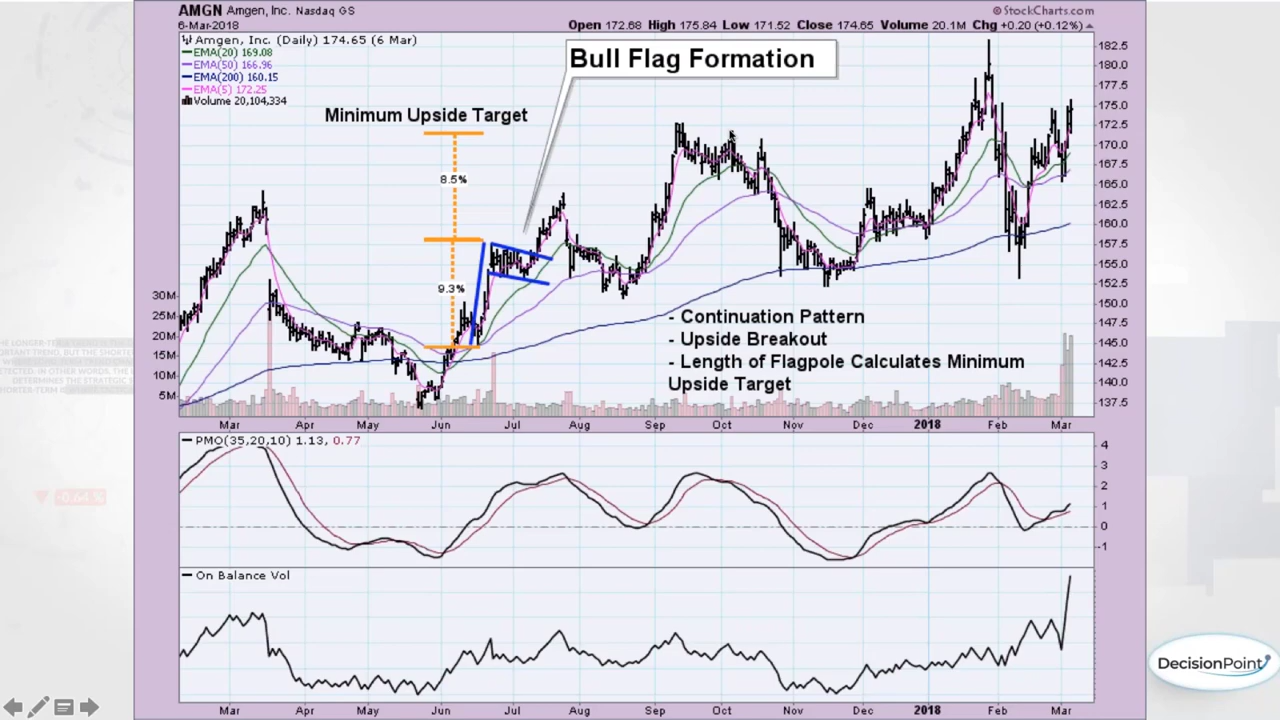 AMGN Amgen, Inc. Nasdaq GS
© StockCharts.com
6-Mar-2018
Open 172.68 High 175.84 Low 171.52 Close 174.65 Volume 20.1M Chg +0.20 (+0.12%)
Amgen, Inc. (Daily) 174.65 (6 Mar)
EMA(20) 169.08
EMA(50) 166.96
EMA(200) 160.15
EMA(5) 172.25
Volume 20,104,334
Bull Flag Formation
Minimum Upside Target
8.5%
9.3%
- Continuation Pattern
- Upside Breakout
- Length of Flagpole Calculates Minimum
Upside Target
182.5
180.0
177.5
175.0
172.5
170.0
167.5
165.0
162.5
160.0
157.5
155.0
152.5
150.0
147.5
145.0
142.5
140.0
137.5
30M
25M
20M
15M
10M
5M
Mar Apr May Jun Jul Aug Sep Oct Nov Dec 2018 Feb Mar
PMO(35,20,10) 1.13, 0.77
4
3
2
1
0
-1
On Balance Vol
Mar Apr May Jun Jul Aug Sep Oct Nov Dec 2018 Feb Mar
-0.64 %
DecisionPoint